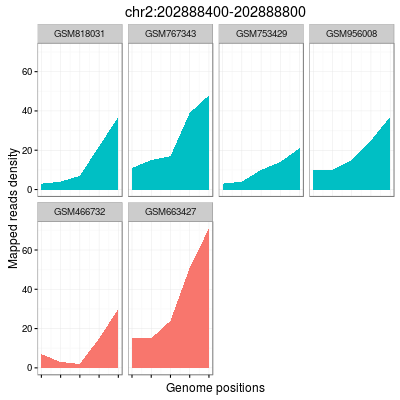 chr2:202888400-202888800
GSM818031 GSM767343 GSM753429 GSM956008
60
40
20
0
GSM466732 GSM663427
60
40
20
0
Mapped reads density
Genome positions